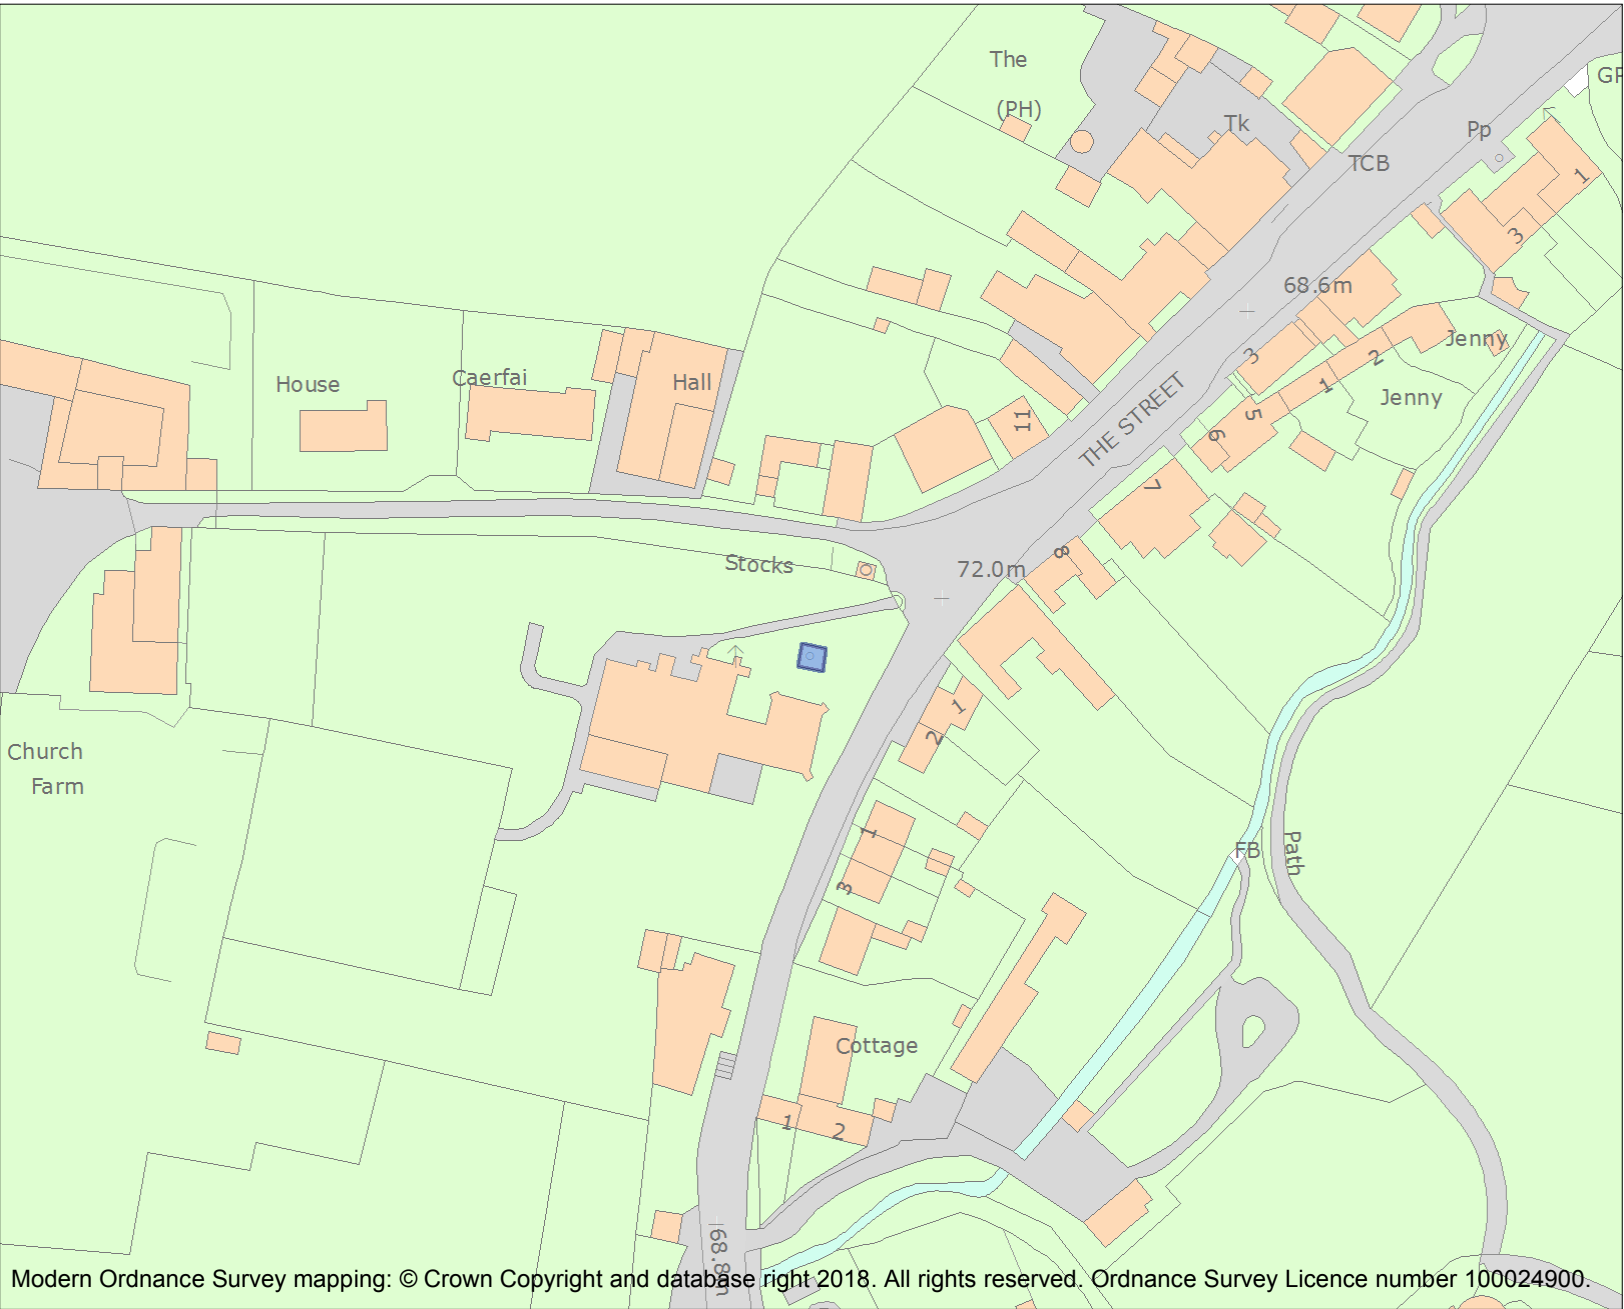 The
(PH)
GP
Tk
Pp
TCB
1
3
68.6m
Jenny
3
2
1
Jenny
House
Caerfai
Hall
11
THE STREET
5
6
7
Stocks
72.0m
8
1
2
Church
Farm
1
3
FB
Path
Cottage
1
2
68.8m
Modern Ordnance Survey mapping: © Crown Copyright and database right 2018. All rights reserved. Ordnance Survey Licence number 100024900.